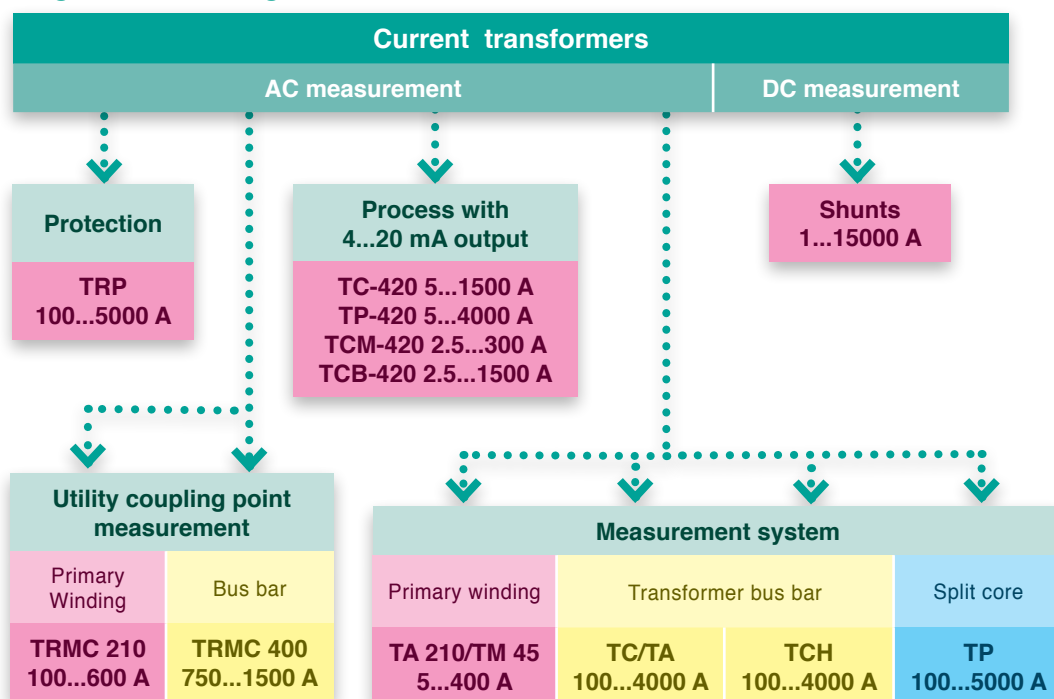 Current transformers
AC measurement
DC measurement
Protection
TRP
100...5000 A
Process with
4...20 mA output
TC-420 5...1500 A
TP-420 5...4000 A
TCM-420 2.5...300 A
TCB-420 2.5...1500 A
Shunts
1...15000 A
Utility coupling point
measurement
Primary
Winding
Bus bar
TRMC 210
100...600 A
TRMC 400
750...1500 A
Measurement system
Primary winding
Transformer bus bar
Split core
TA 210/TM 45
5...400 A
TC/TA
100...4000 A
TCH
100...4000 A
TP
100...5000 A